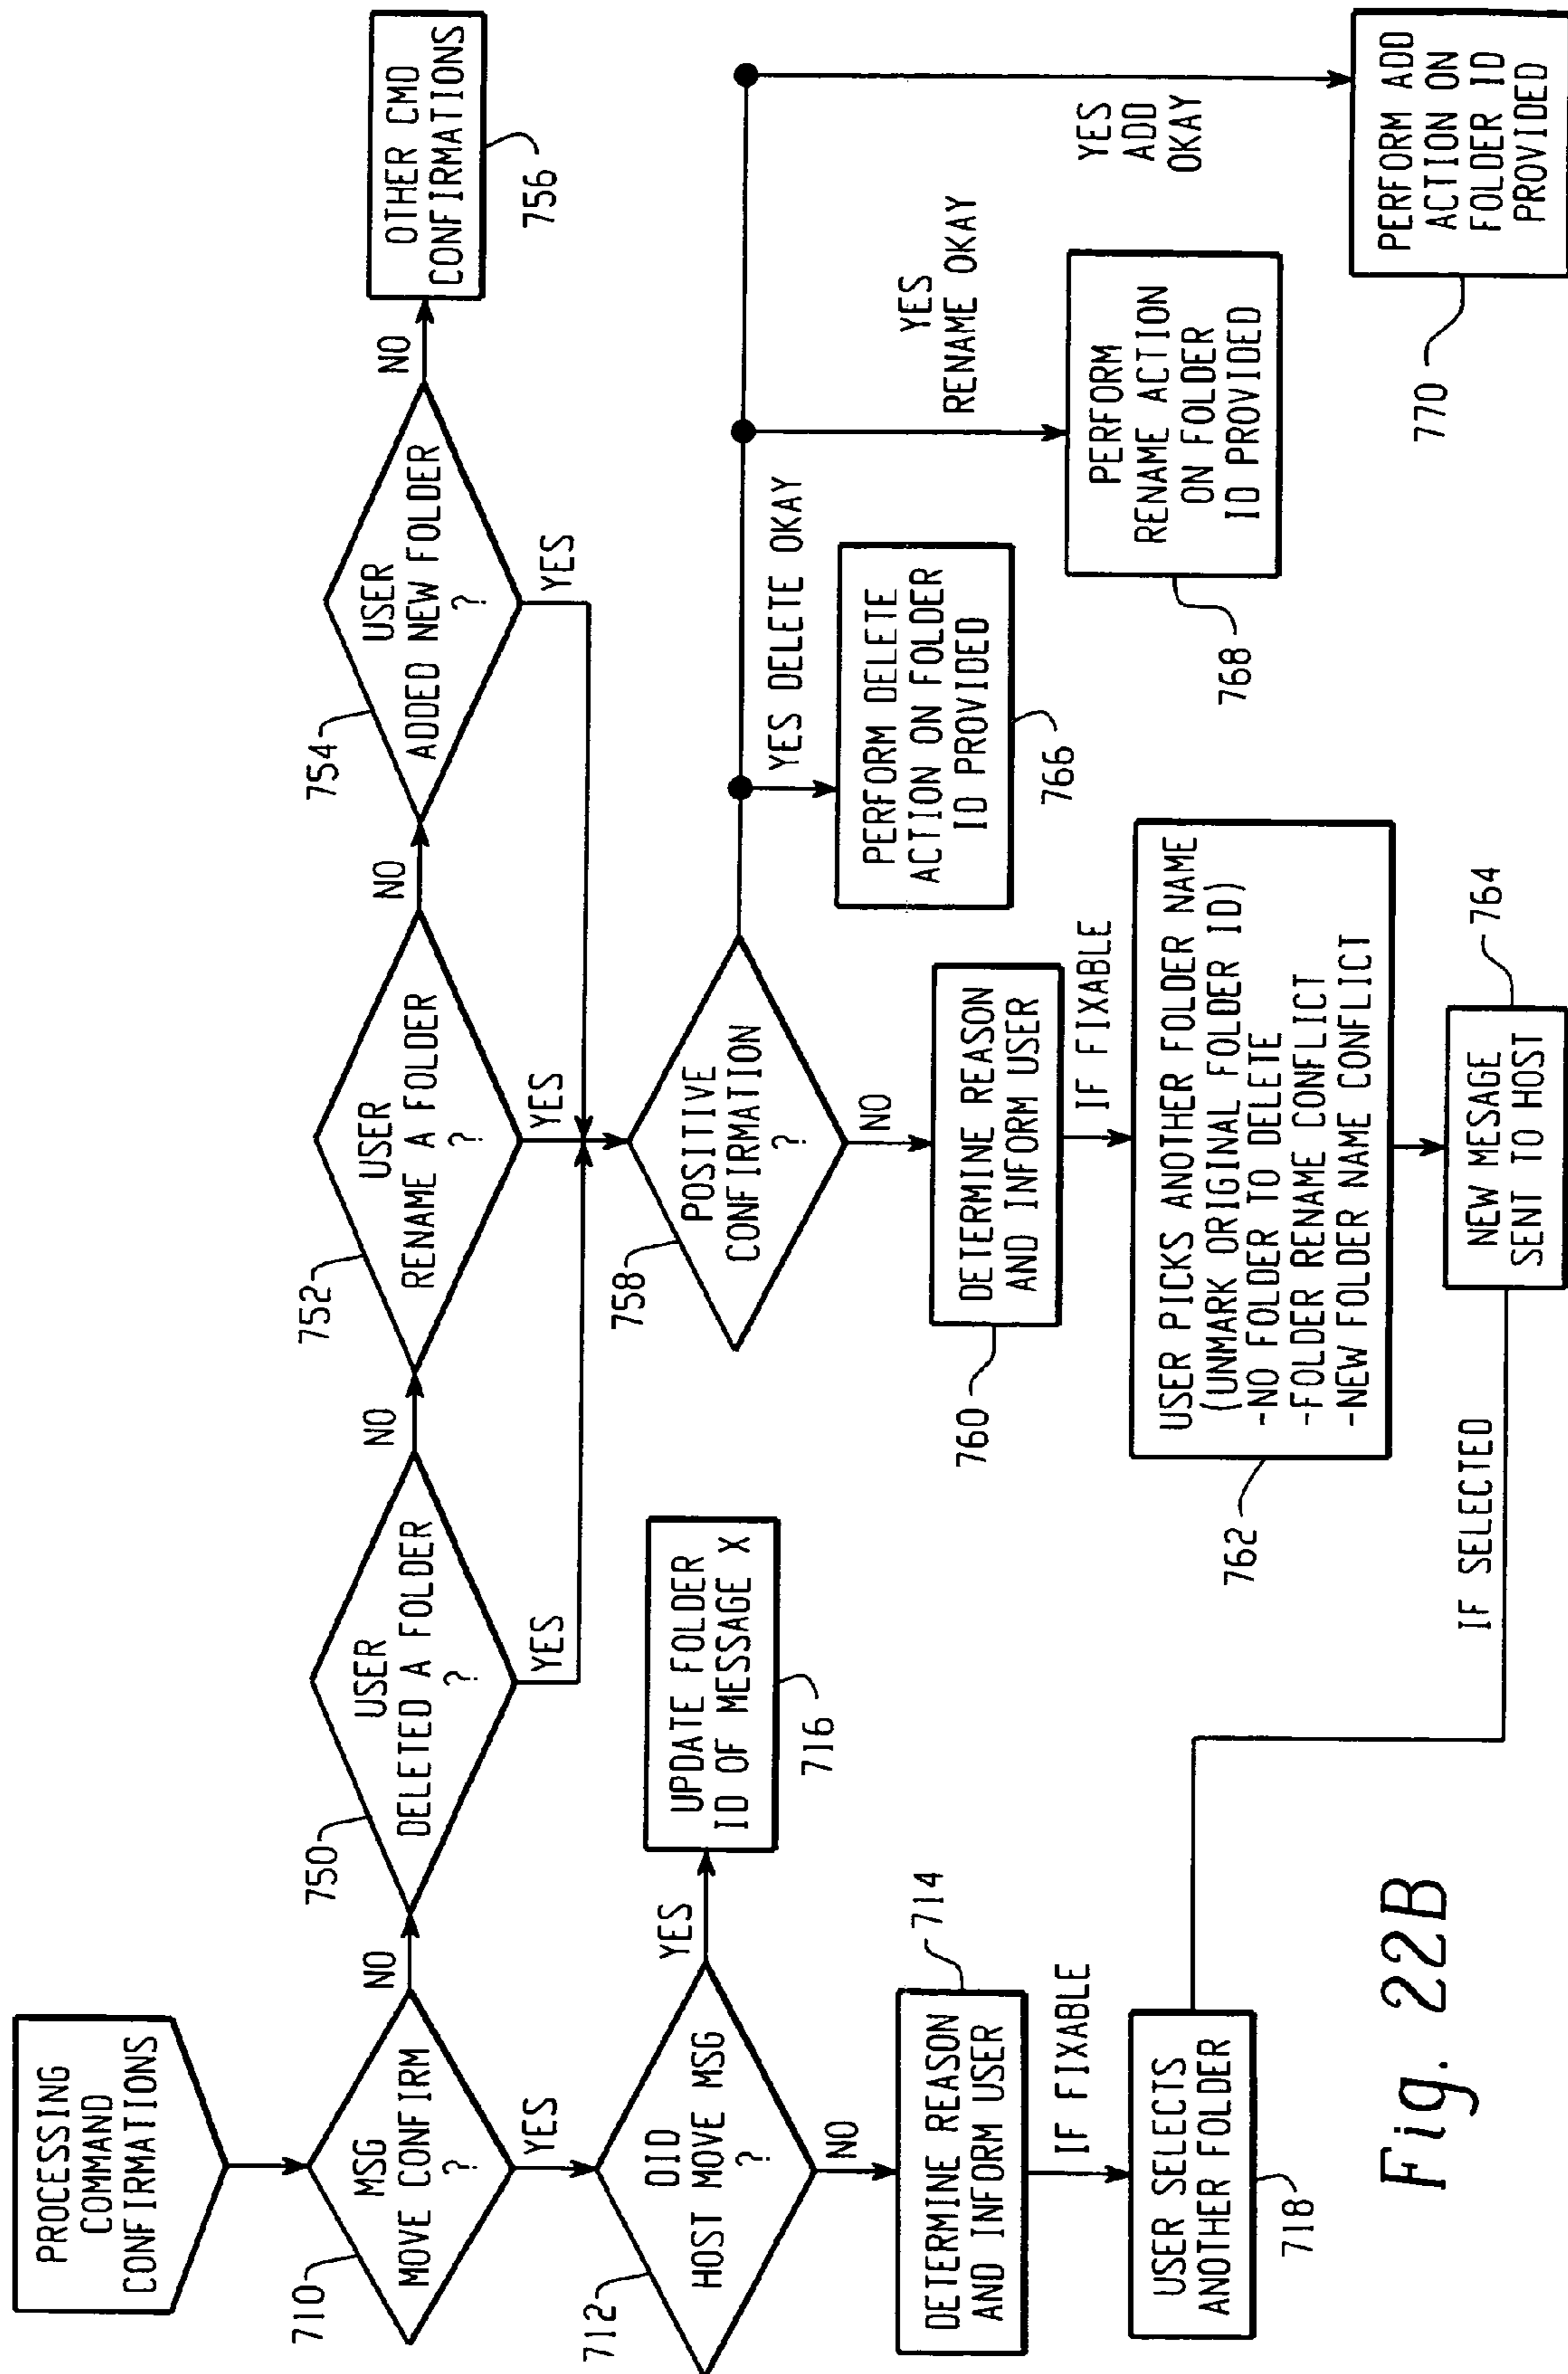 PROCESSING
COMMAND
CONFIRMATIONS
710
MSG
MOVE CONFIRM
?
NO
YES
750
USER
DELETED A FOLDER
?
NO
YES
752
USER
RENAME A FOLDER
?
NO
YES
754
USER
ADDED NEW FOLDER
?
NO
YES
OTHER CMD
CONFIRMATIONS
756
712
DID
HOST MOVE MSG
?
YES
NO
UPDATE FOLDER
ID OF MESSAGE X
716
DETERMINE REASON
AND INFORM USER
714
IF FIXABLE
USER SELECTS
ANOTHER FOLDER
718
758
POSITIVE
CONFIRMATION
?
NO
DETERMINE REASON
AND INFORM USER
760
IF FIXABLE
USER PICKS ANOTHER FOLDER NAME
(UNMARK ORIGINAL FOLDER ID)
-NO FOLDER TO DELETE
-FOLDER RENAME CONFLICT
-NEW FOLDER NAME CONFLICT
762
IF SELECTED
NEW MESSAGE
SENT TO HOST
764
YES DELETE OKAY
PERFORM DELETE
ACTION ON FOLDER
ID PROVIDED
766
YES
RENAME OKAY
PERFORM
RENAME ACTION
ON FOLDER
ID PROVIDED
768
YES
ADD
OKAY
PERFORM ADD
ACTION ON
FOLDER ID
PROVIDED
770
Fig. 22B